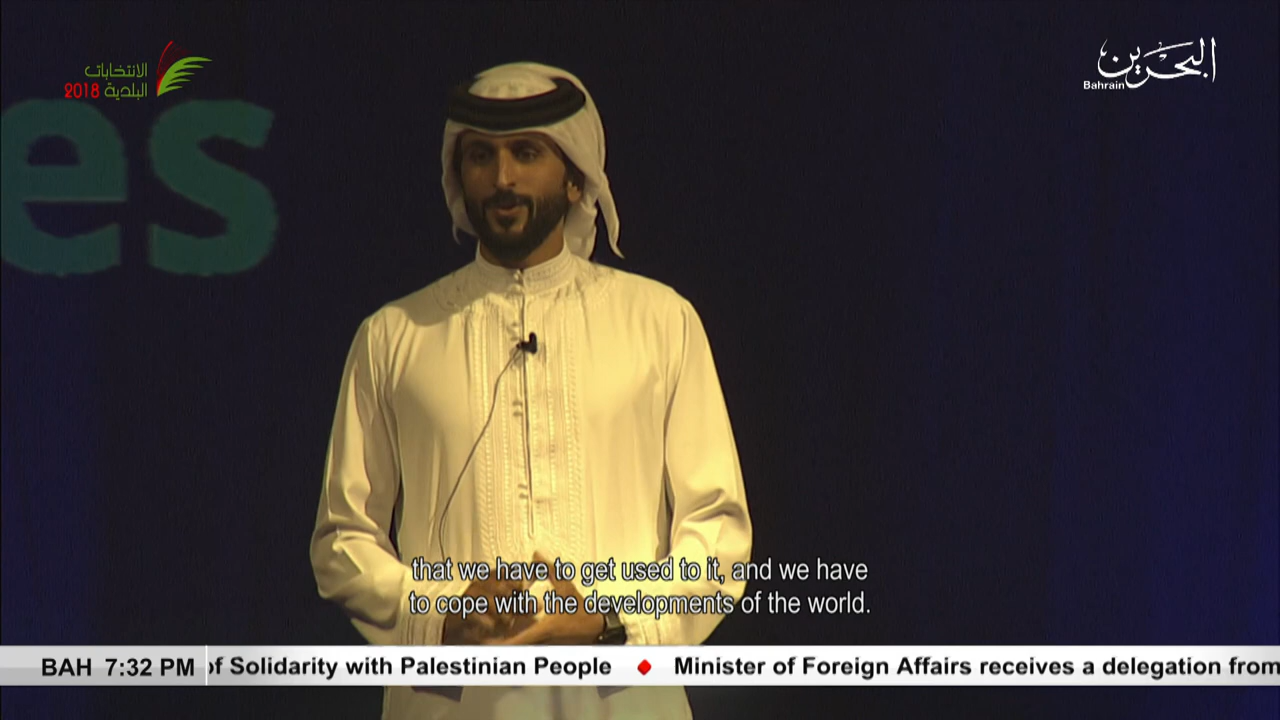 الانتخابات
البلدية 2018
البحرين
Bahrain
es
that we have to get used to it, and we have
to cope with the developments of the world.
BAH 7:32 PM
of Solidarity with Palestinian People ♦ Minister of Foreign Affairs receives a delegation from